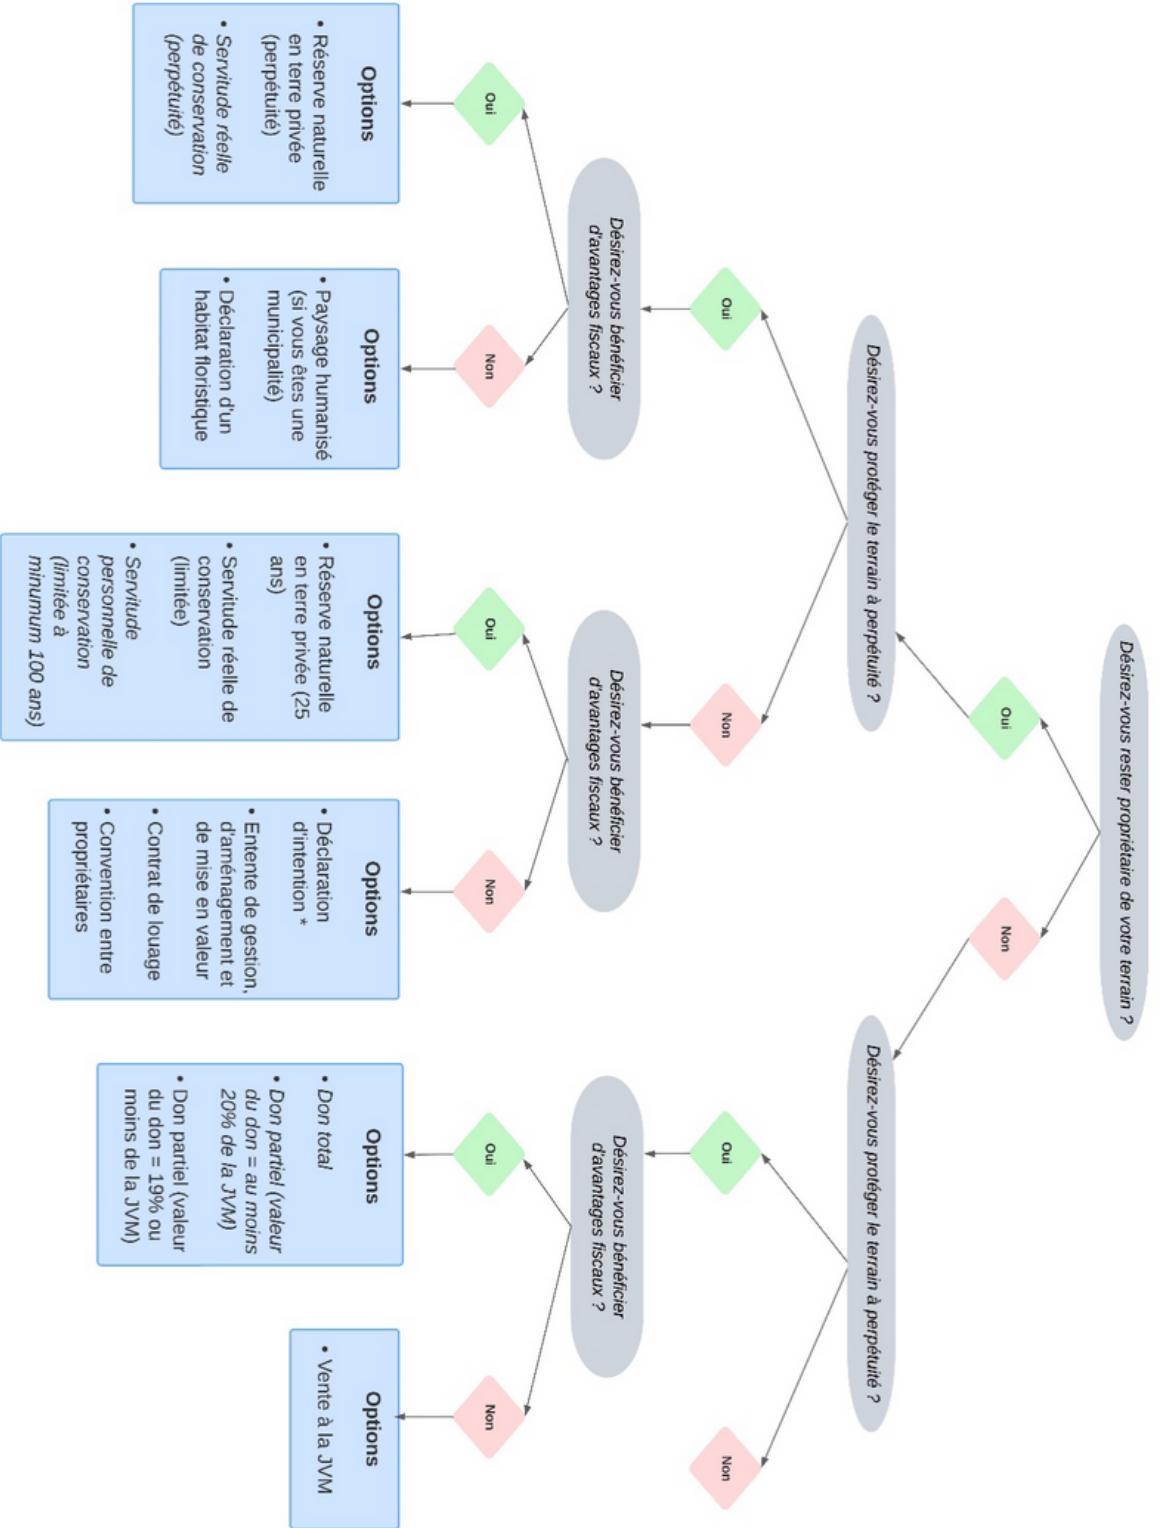 Désirez-vous rester propriétaire de votre terrain ?
Oui
Non
Désirez-vous protéger le terrain à perpétuité ?
Désirez-vous protéger le terrain à perpétuité ?
Oui
Non
Oui
Non
Désirez-vous bénéficier
d'avantages fiscaux ?
Désirez-vous bénéficier
d'avantages fiscaux ?
Désirez-vous bénéficier
d'avantages fiscaux ?
Oui
Non
Oui
Non
Oui
Non
Options
• Réserve naturelle
en terre privée
(perpétuité)
• Servitude réelle
de conservation
(perpétuité)
Options
• Paysage humanisé
(si vous êtes une
municipalité)
• Déclaration d'un
habitat floristique
Options
• Réserve naturelle
en terre privée (25
ans)
• Servitude réelle de
conservation
(limitée)
• Servitude
personnelle de
conservation
(limitée à
minumum 100 ans)
Options
• Déclaration
d'intention *
• Entente de gestion,
d'aménagement et
de mise en valeur
• Contrat de louage
• Convention entre
propriétaires
Options
• Don total
• Don partiel (valeur
du don = au moins
20% de la JVM)
• Don partiel (valeur
du don = 19% ou
moins de la JVM)
Options
• Vente à la JVM